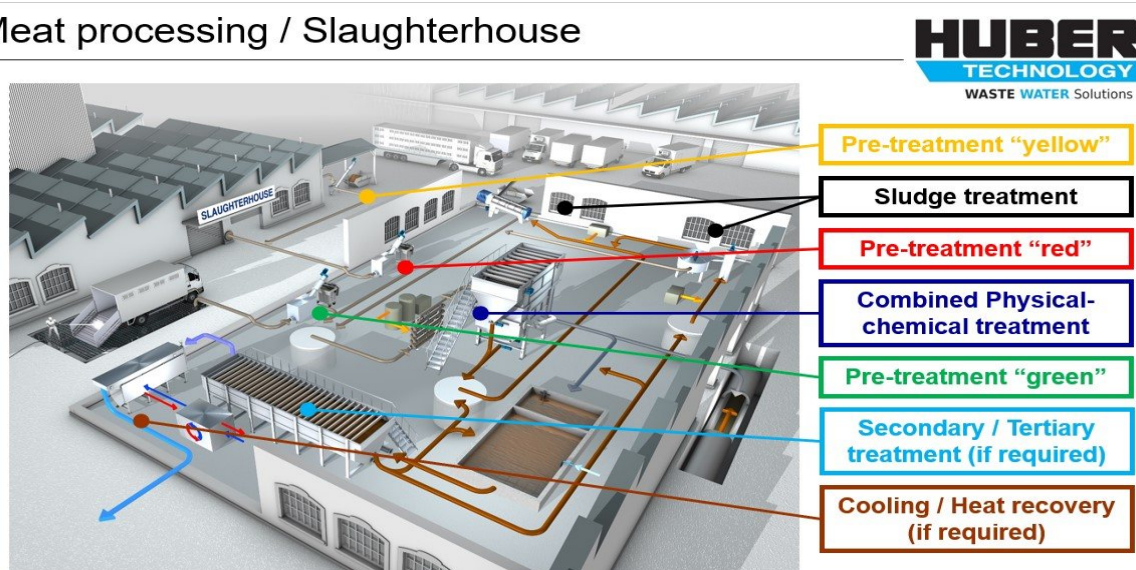 Meat processing / Slaughterhouse
HUBER
TECHNOLOGY
WASTE WATER Solutions
SLAUGHTERHOUSE
Pre-treatment “yellow”
Sludge treatment
Pre-treatment “red”
Combined Physical-
chemical treatment
Pre-treatment “green”
Secondary / Tertiary
treatment (if required)
Cooling / Heat recovery
(if required)